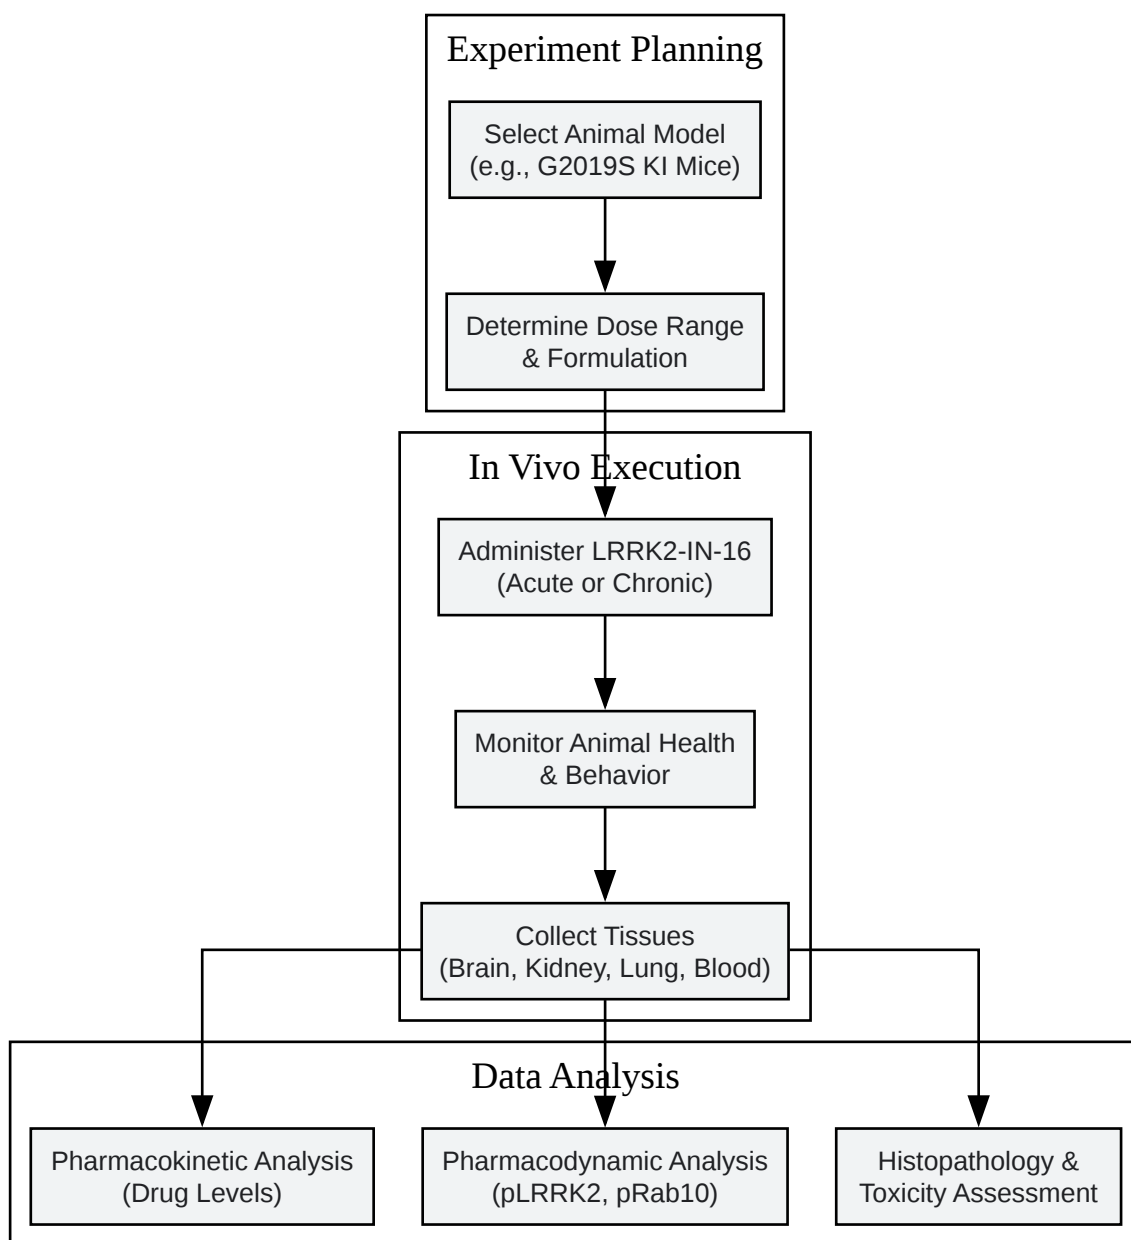 Experiment Planning
Select Animal Model
(e.g., G2019S KI Mice)
Determine Dose Range
& Formulation
In Vivo Execution
Administer LRRK2-IN-16
(Acute or Chronic)
Monitor Animal Health
& Behavior
Collect Tissues
(Brain, Kidney, Lung, Blood)
Data Analysis
Pharmacokinetic Analysis
(Drug Levels)
Pharmacodynamic Analysis
(pLRRK2, pRab10)
Histopathology &
Toxicity Assessment